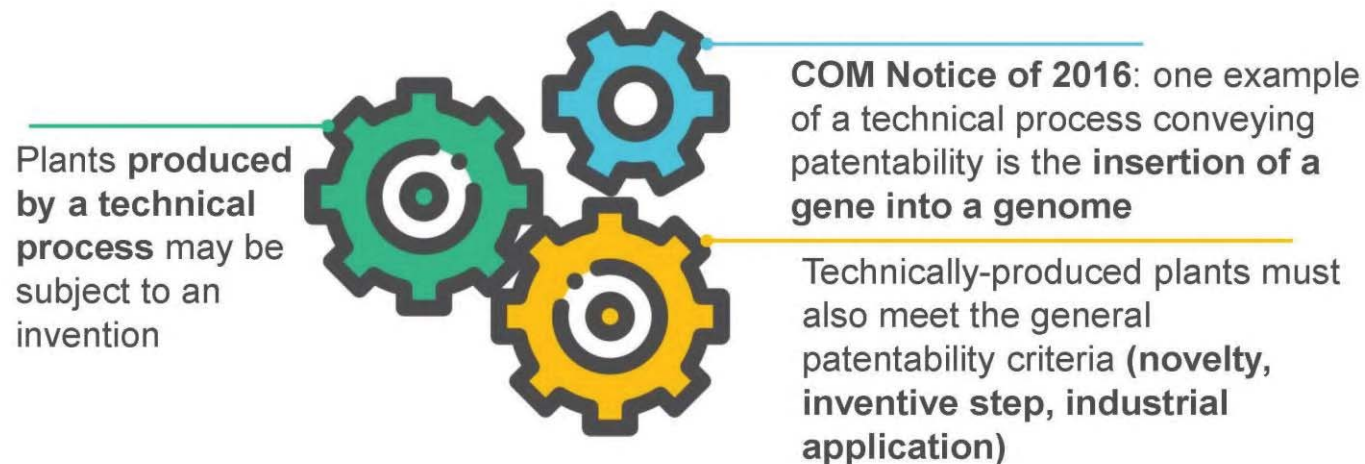 Plants produced
by a technical
process may be
subject to an
invention
COM Notice of 2016: one example
of a technical process conveying
patentability is the insertion of a
gene into a genome
Technically-produced plants must
also meet the general
patentability criteria (novelty,
inventive step, industrial
application)